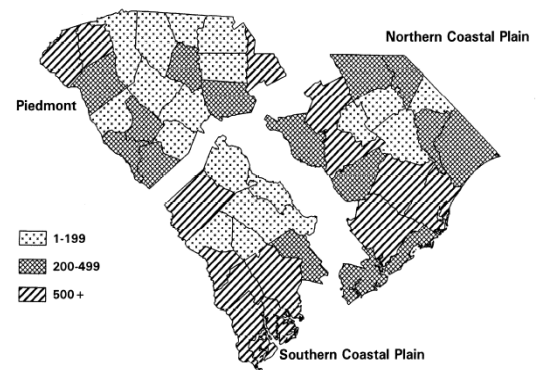 Northern Coastal Plain
Piedmont
1-199
200-499
500+
Southern Coastal Plain